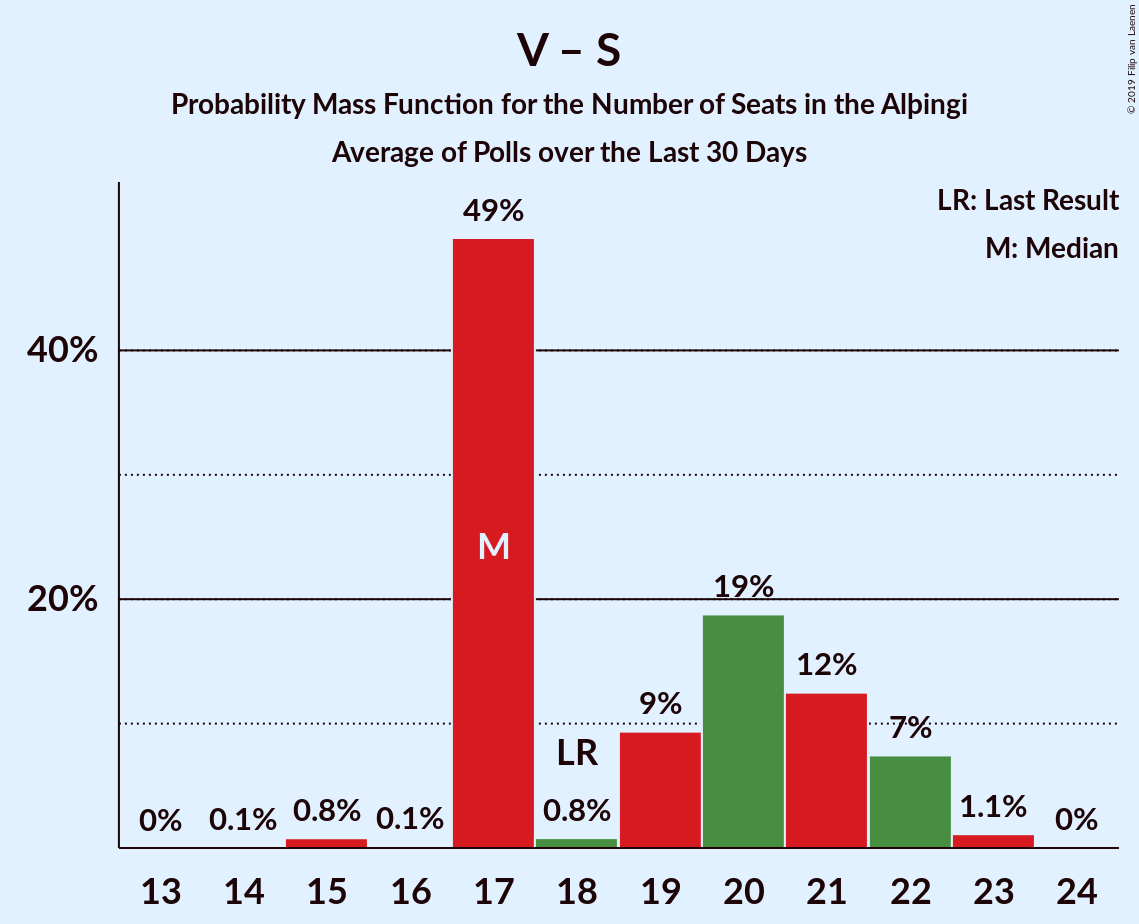 V – S
Probability Mass Function for the Number of Seats in the Alþingi
Average of Polls over the Last 30 Days
© 2019 Filip van Laenen
LR: Last Result
M: Median
49%
40%
M
20%
19%
12%
9%
7%
LR
0%
0.1%
0.8%
0.1%
0.8%
1.1%
0%
13 14 15 16 17 18 19 20 21 22 23 24